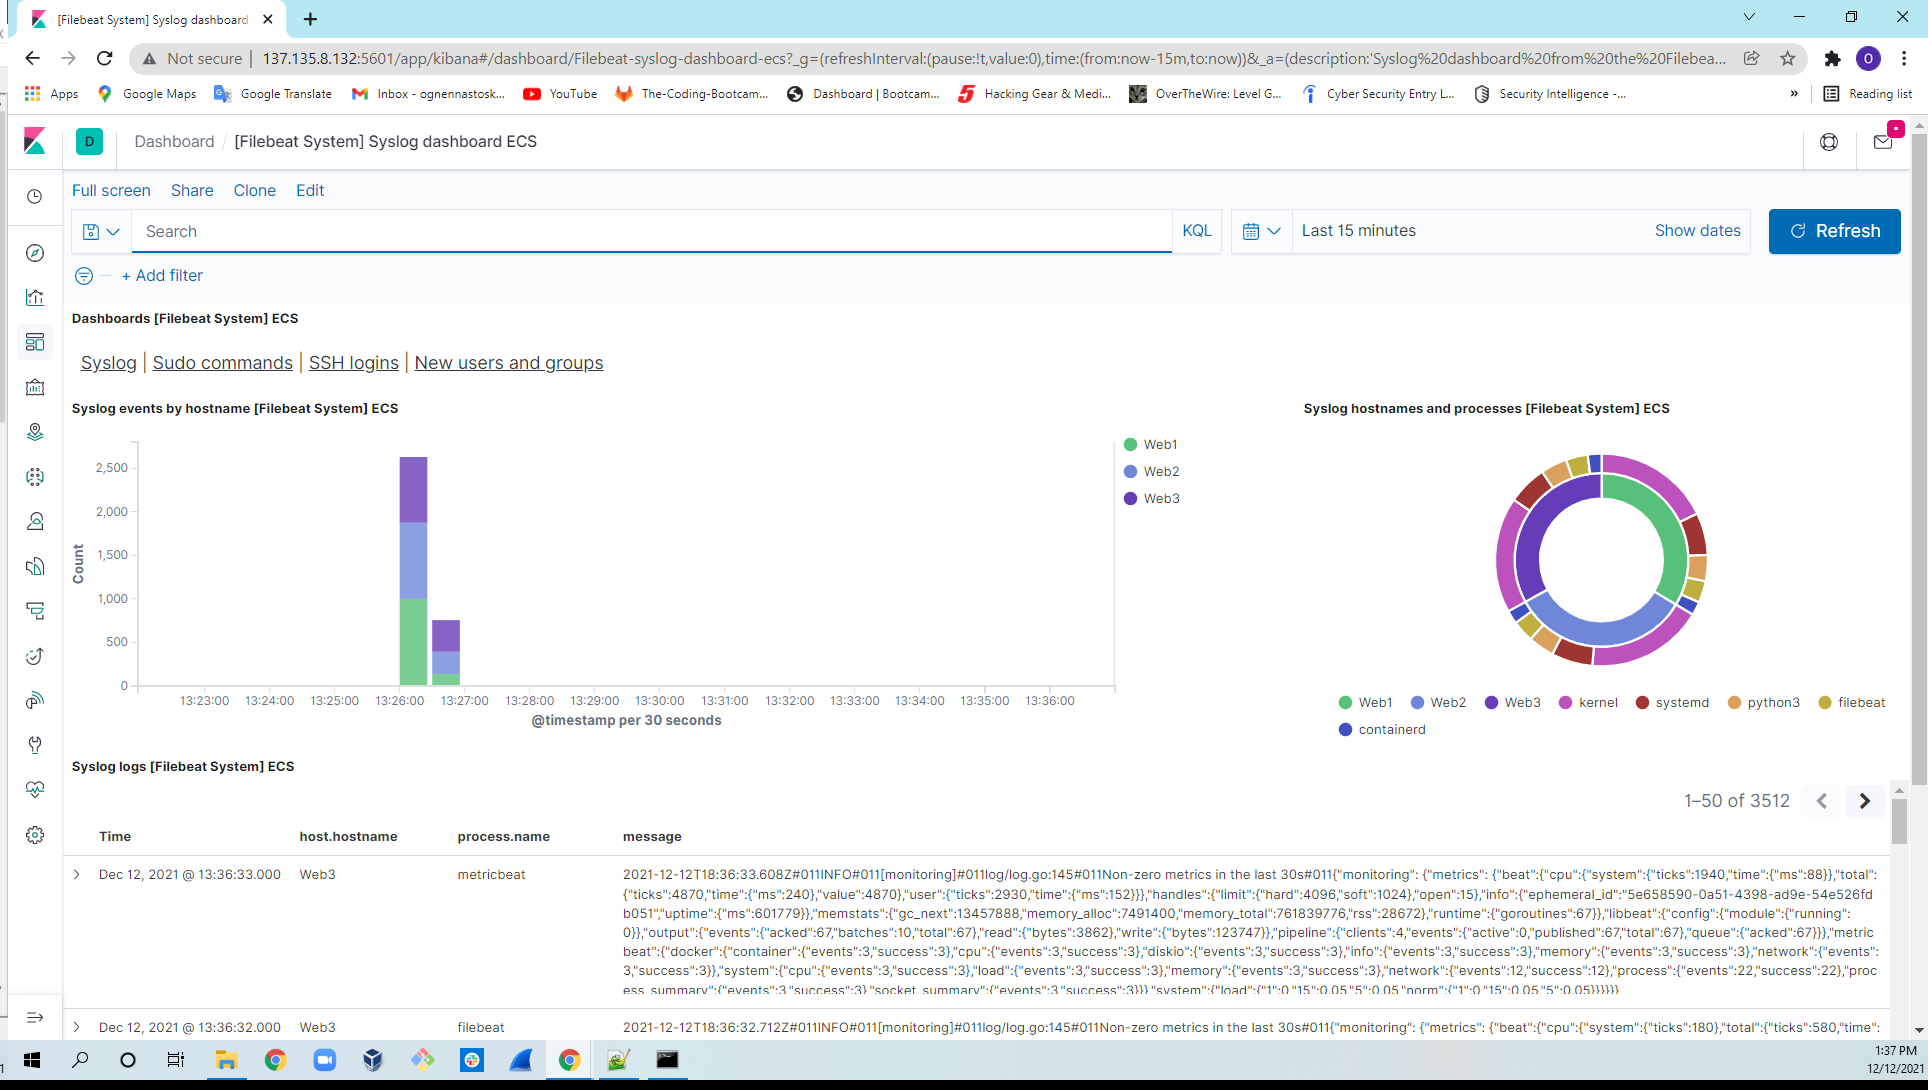 [Filebeat System] Syslog dashboard
Not secure | 137.135.8.132:5601/app/kibana#/dashboard/Filebeat-syslog-dashboard-ecs?_g=(refreshInterval:(pause:!t,value:0),time:(from:now-15m,to:now))&_a=(description:'Syslog%20dashboard%20from%20the%20Filebea...
O
Apps Google Maps Google Translate Inbox - ognennastosk... YouTube The-Coding-Bootcam... Dashboard | Bootcam... Hacking Gear & Medi... OverTheWire: Level G... Cyber Security Entry L... Security Intelligence -... » Reading list
D Dashboard / [Filebeat System] Syslog dashboard ECS
Full screen Share Clone Edit
Search KQL Last 15 minutes Show dates Refresh
+ Add filter
Dashboards [Filebeat System] ECS
Syslog | Sudo commands | SSH logins | New users and groups
Syslog events by hostname [Filebeat System] ECS
Web1
Web2
Web3
2,500
2,000
1,500
1,000
500
0
Count
13:23:00 13:24:00 13:25:00 13:26:00 13:27:00 13:28:00 13:29:00 13:30:00 13:31:00 13:32:00 13:33:00 13:34:00 13:35:00 13:36:00
@timestamp per 30 seconds
Syslog hostnames and processes [Filebeat System] ECS
Web1 Web2 Web3 kernel systemd python3 filebeat
containerd
Syslog logs [Filebeat System] ECS
1–50 of 3512
Time host.hostname process.name message
Dec 12, 2021 @ 13:36:33.000 Web3 metricbeat 2021-12-12T18:36:33.608Z#011INFO#011[monitoring]#011log/log.go:145#011Non-zero metrics in the last 30s#011{"monitoring": {"metrics": {"beat":{"cpu":{"system":{"ticks":1940,"time":{"ms":88}},"total":
{"ticks":4870,"time":{"ms":240},"value":4870},"user":{"ticks":2930,"time":{"ms":152}}},"handles":{"limit":{"hard":4096,"soft":1024},"open":15},"info":{"ephemeral_id":"5e658590-0a51-4398-ad9e-54e526fd
b051","uptime":{"ms":601779}},"memstats":{"gc_next":13457888,"memory_alloc":7491400,"memory_total":761839776,"rss":28672},"runtime":{"goroutines":67}},"libbeat":{"config":{"module":{"running":
0}},"output":{"events":{"acked":67,"batches":10,"total":67},"read":{"bytes":3862},"write":{"bytes":123747}},"pipeline":{"clients":4,"events":{"active":0,"published":67,"total":67},"queue":{"acked":67}}},"metric
beat":{"docker":{"container":{"events":3,"success":3},"cpu":{"events":3,"success":3},"diskio":{"events":3,"success":3},"info":{"events":3,"success":3},"memory":{"events":3,"success":3},"network":{"events":
3,"success":3}},"system":{"cpu":{"events":3,"success":3},"load":{"events":3,"success":3},"memory":{"events":3,"success":3},"network":{"events":12,"success":12},"process":{"events":22,"success":22},"proc
ess_summary":{"events":3,"success":3},"socket_summary":{"events":3,"success":3}}},"system":{"load":{"1":0,"15":0.05,"5":0.05,"norm":{"1":0,"15":0.05,"5":0.05}}}}}}
Dec 12, 2021 @ 13:36:32.000 Web3 filebeat 2021-12-12T18:36:32.712Z#011INFO#011[monitoring]#011log/log.go:145#011Non-zero metrics in the last 30s#011{"monitoring": {"metrics": {"beat":{"cpu":{"system":{"ticks":180},"total":{"ticks":580,"time":
1:37 PM
12/12/2021